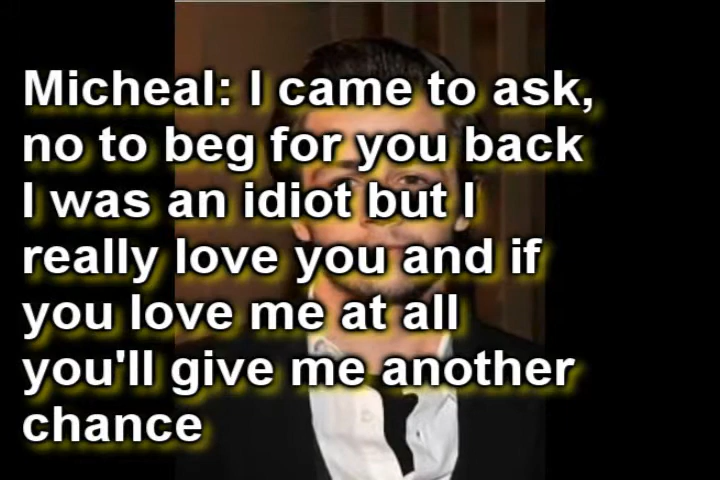 Micheal: I came to ask,
no to beg for you back
I was an idiot but I
really love you and if
you love me at all
you'll give me another
chance